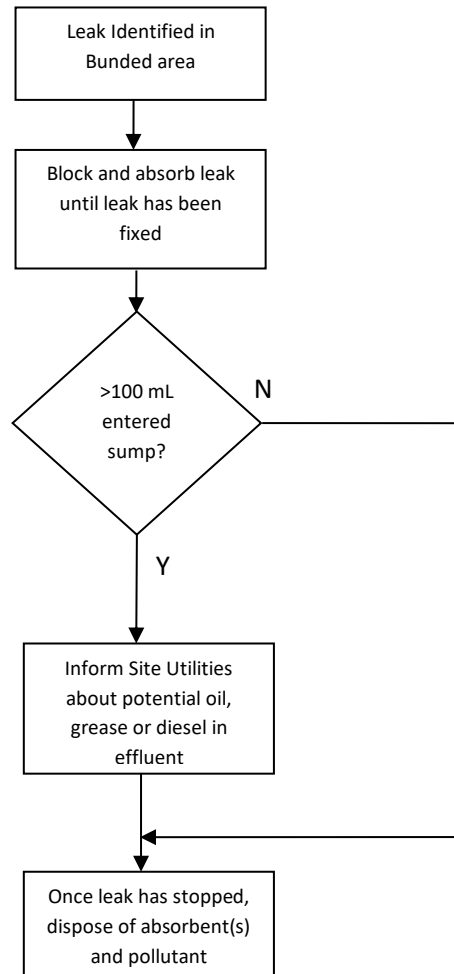 Leak Identified in
Bunded area
Block and absorb leak
until leak has been
fixed
>100 mL
entered
sump?
N
Y
Inform Site Utilities
about potential oil,
grease or diesel in
effluent
Once leak has stopped,
dispose of absorbent(s)
and pollutant